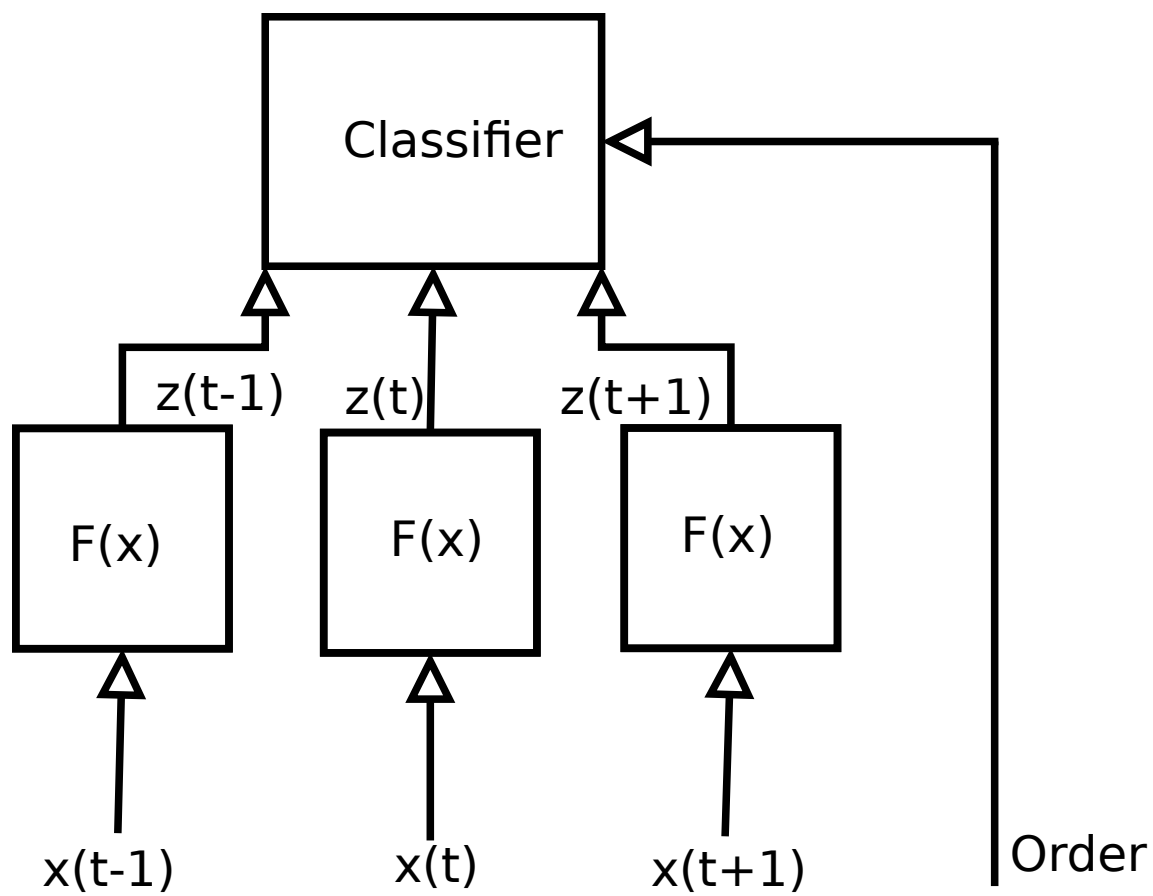 Classifier
z(t-1)
z(t)
z(t+1)
F(x)
F(x)
F(x)
x(t-1)
x(t)
x(t+1)
Order